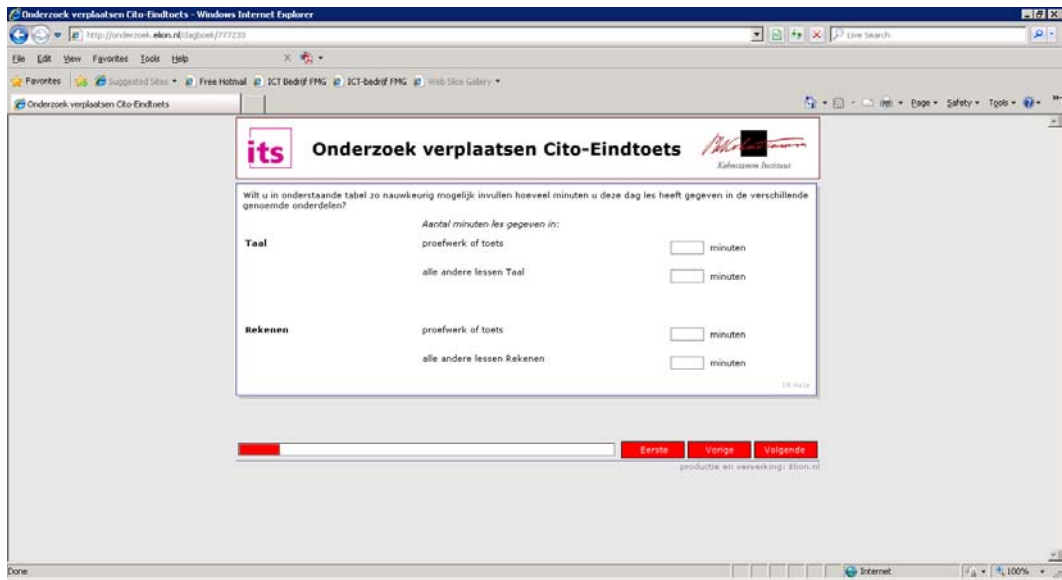 Onderzoek verplaatsen Cito-Eindtoets - Windows Internet Explorer
http://onderzoek.elion.nl/dagboek/777233
Live Search
File Edit View Favorites Tools Help
Favorites Suggested Sites Free Hotmail ICT Bedrijf FMG ICT-bedrijf FMG Web Slice Gallery
Onderzoek verplaatsen Cito-Eindtoets
Page Safety Tools
its Onderzoek verplaatsen Cito-Eindtoets
Kohnstamm Instituut
Wilt u in onderstaande tabel zo nauwkeurig mogelijk invullen hoeveel minuten u deze dag les heeft gegeven in de verschillende
genoemde onderdelen?
Aantal minuten les gegeven in:
Taal proefwerk of toets minuten
alle andere lessen Taal minuten
Rekenen proefwerk of toets minuten
alle andere lessen Rekenen minuten
Eerste Vorige Volgende
productie en verwerking: Elion.nl
Done Internet 100%